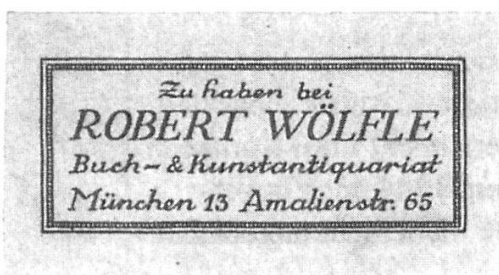 Zu haben bei
ROBERT WÖLFLE
Buch- & Kunstantiquariat
München 13 Amalienstr. 65